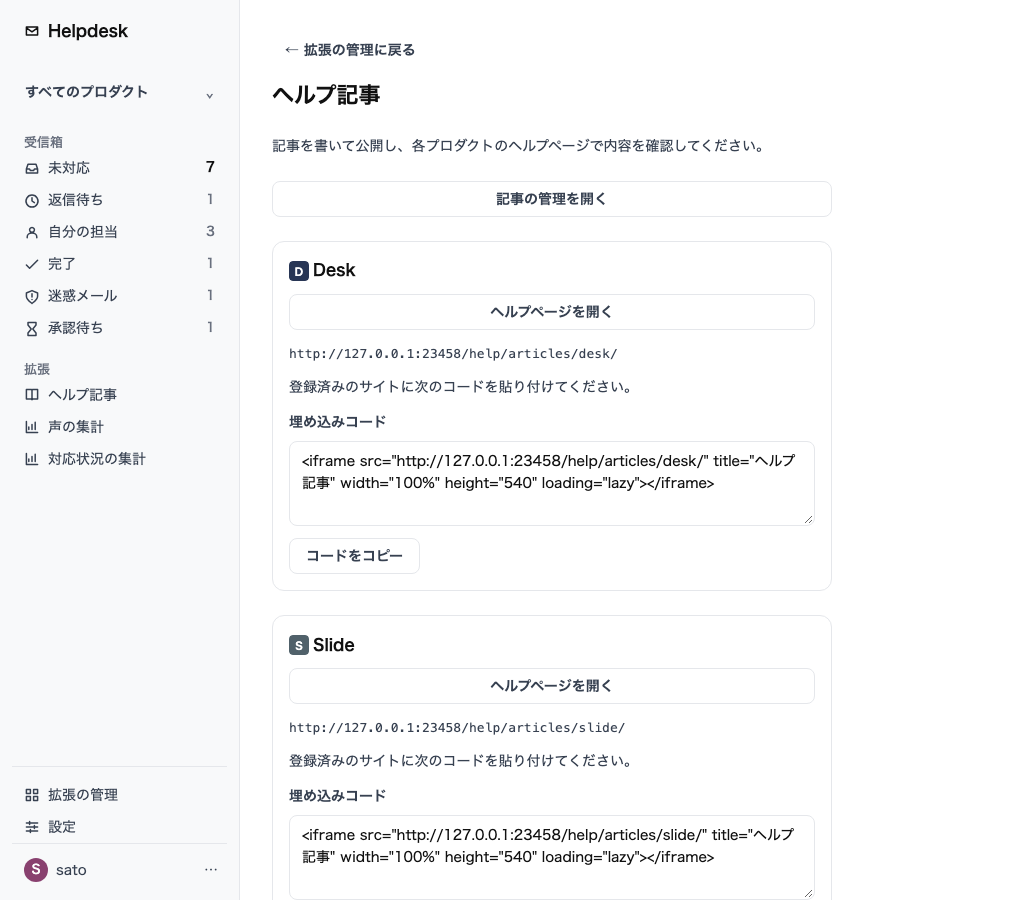 Helpdesk
すべてのプロダクト
受信箱
未対応 7
返信待ち 1
自分の担当 3
完了 1
迷惑メール 1
承認待ち 1
拡張
ヘルプ記事
声の集計
対応状況の集計
拡張の管理
設定
S sato ...
← 拡張の管理に戻る
ヘルプ記事
記事を書いて公開し、各プロダクトのヘルプページで内容を確認してください。
記事の管理を開く
D Desk
ヘルプページを開く
http://127.0.0.1:23458/help/articles/desk/
登録済みのサイトに次のコードを貼り付けてください。
埋め込みコード
<iframe src="http://127.0.0.1:23458/help/articles/desk/" title="ヘルプ
記事" width="100%" height="540" loading="lazy"></iframe>
コードをコピー
S Slide
ヘルプページを開く
http://127.0.0.1:23458/help/articles/slide/
登録済みのサイトに次のコードを貼り付けてください。
埋め込みコード
<iframe src="http://127.0.0.1:23458/help/articles/slide/" title="ヘルプ
記事" width="100%" height="540" loading="lazy"></iframe>